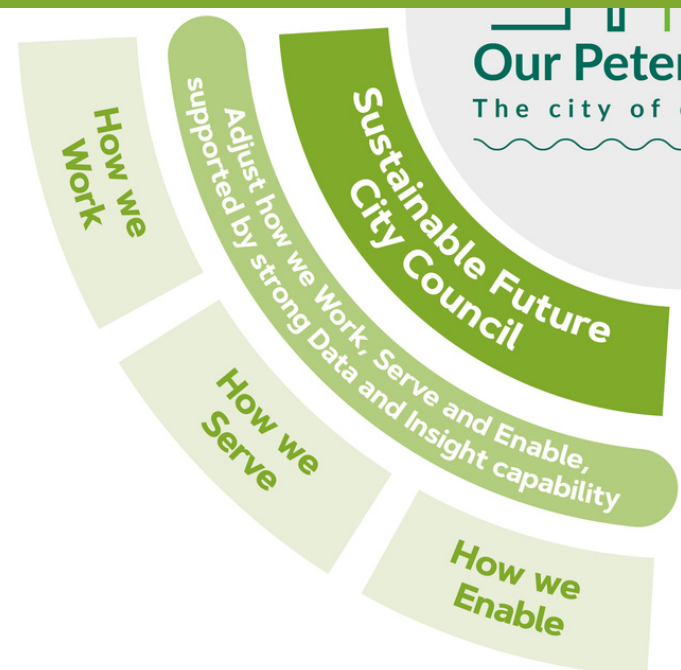 Our Peter
The city of
Sustainable Future
City Council
Adjust how we Work, Serve and Enable,
supported by strong Data and Insight capability
How we
Work
How we
Serve
How we
Enable